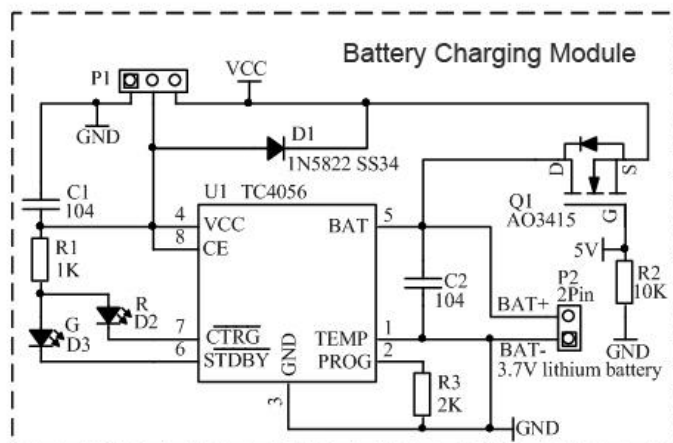 Battery Charging Module
P1
VCC
GND
D1
1N5822 SS34
D
S
G
Q1
AO3415
C1
104
U1 TC4056
4
VCC
8
CE
BAT
5
R1
1K
5V
R2
10K
C2
104
P2
2Pin
BAT+
R
D2
G
D3
7
CTRG
6
STDBY
TEMP
1
PROG
2
GND
3
BAT-
3.7V lithium battery
GND
R3
2K
GND